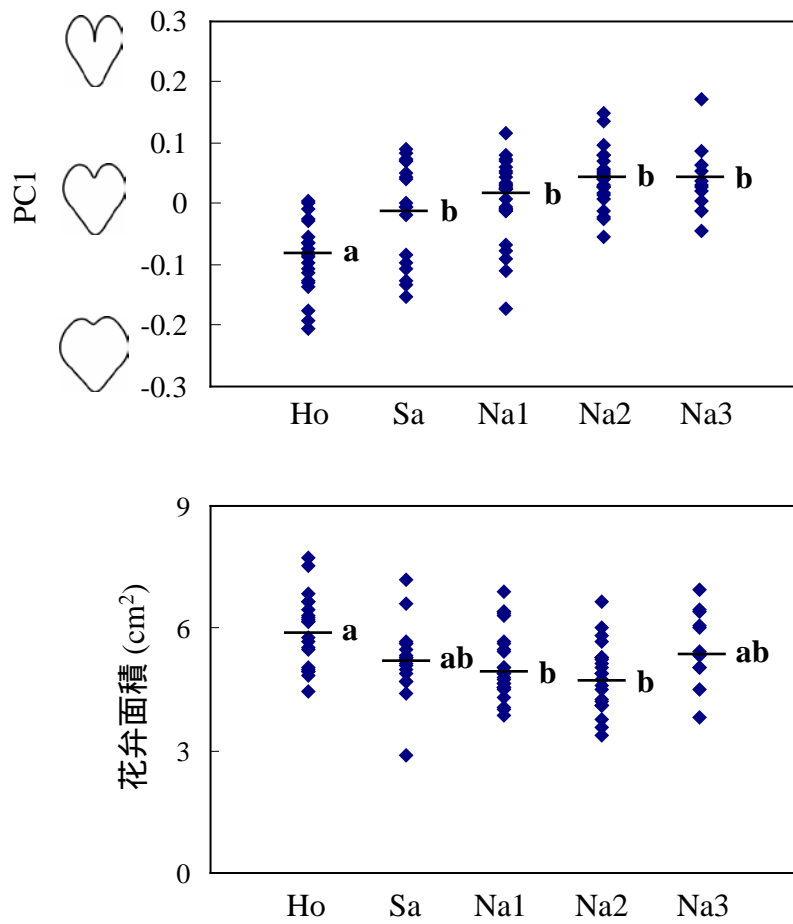 0.3
0.2
0.1
0
-0.1
-0.2
-0.3
PC1
a
b
b
b
b
Ho Sa Na1 Na2 Na3
9
6
3
0
花弁面積 (cm²)
a
ab
b
b
ab
Ho Sa Na1 Na2 Na3